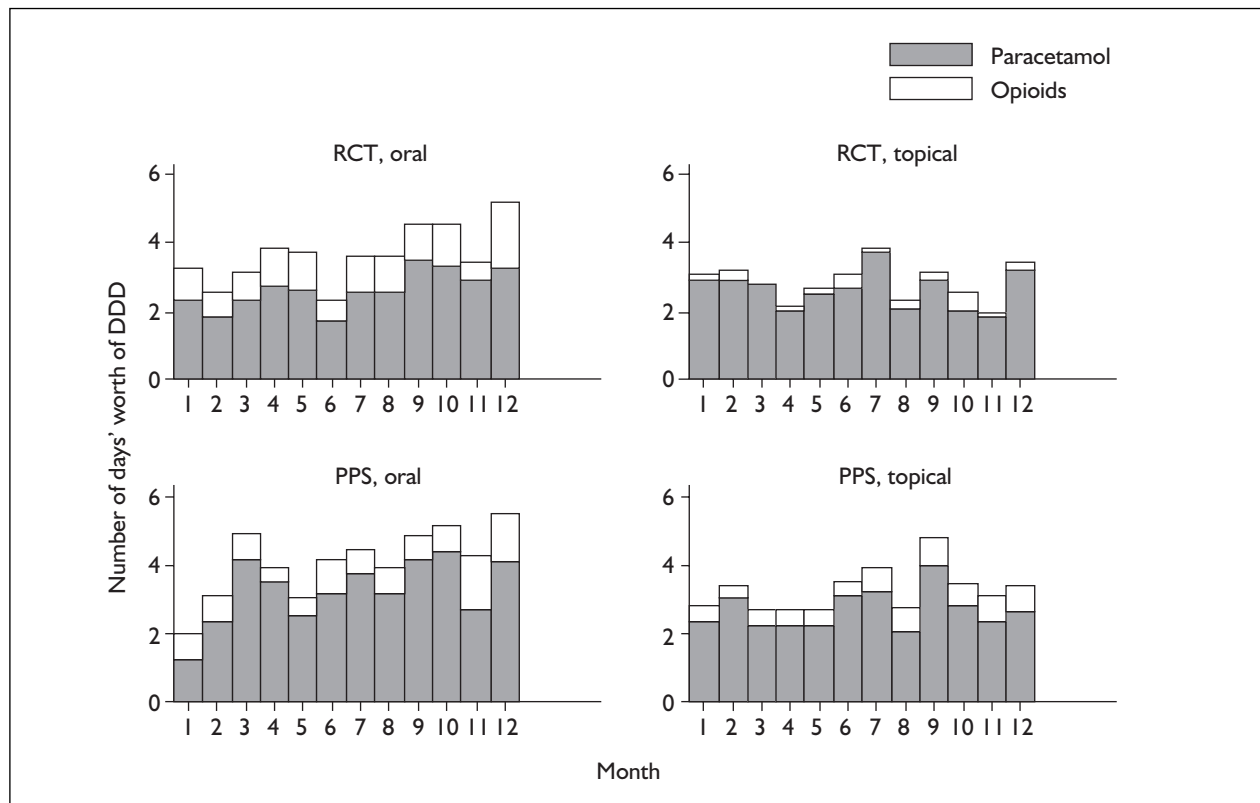 Paracetamol
Opioids
RCT, oral
6
4
2
0
1 2 3 4 5 6 7 8 9 10 11 12
RCT, topical
6
4
2
0
1 2 3 4 5 6 7 8 9 10 11 12
Number of days' worth of DDD
PPS, oral
6
4
2
0
1 2 3 4 5 6 7 8 9 10 11 12
PPS, topical
6
4
2
0
1 2 3 4 5 6 7 8 9 10 11 12
Month